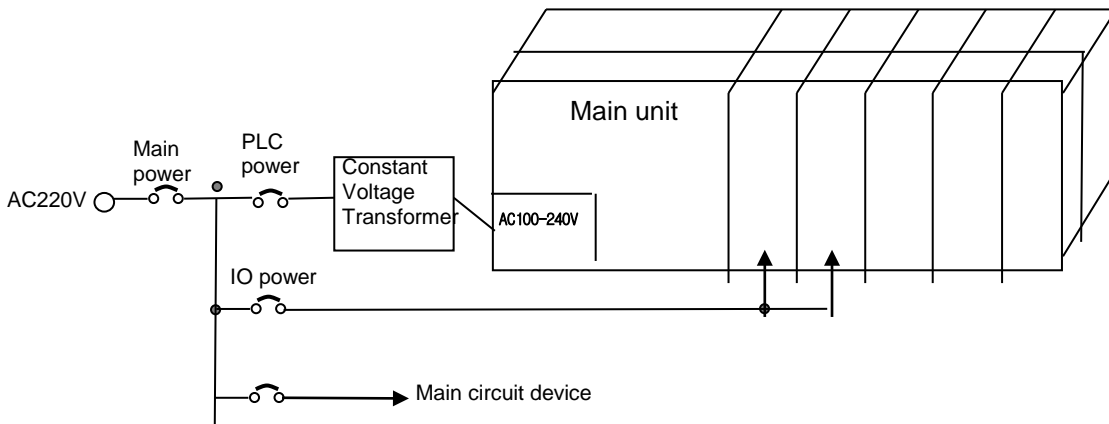 Main unit
Main
power
PLC
power
Constant
Voltage
Transformer
AC220V
AC100-240V
IO power
Main circuit device